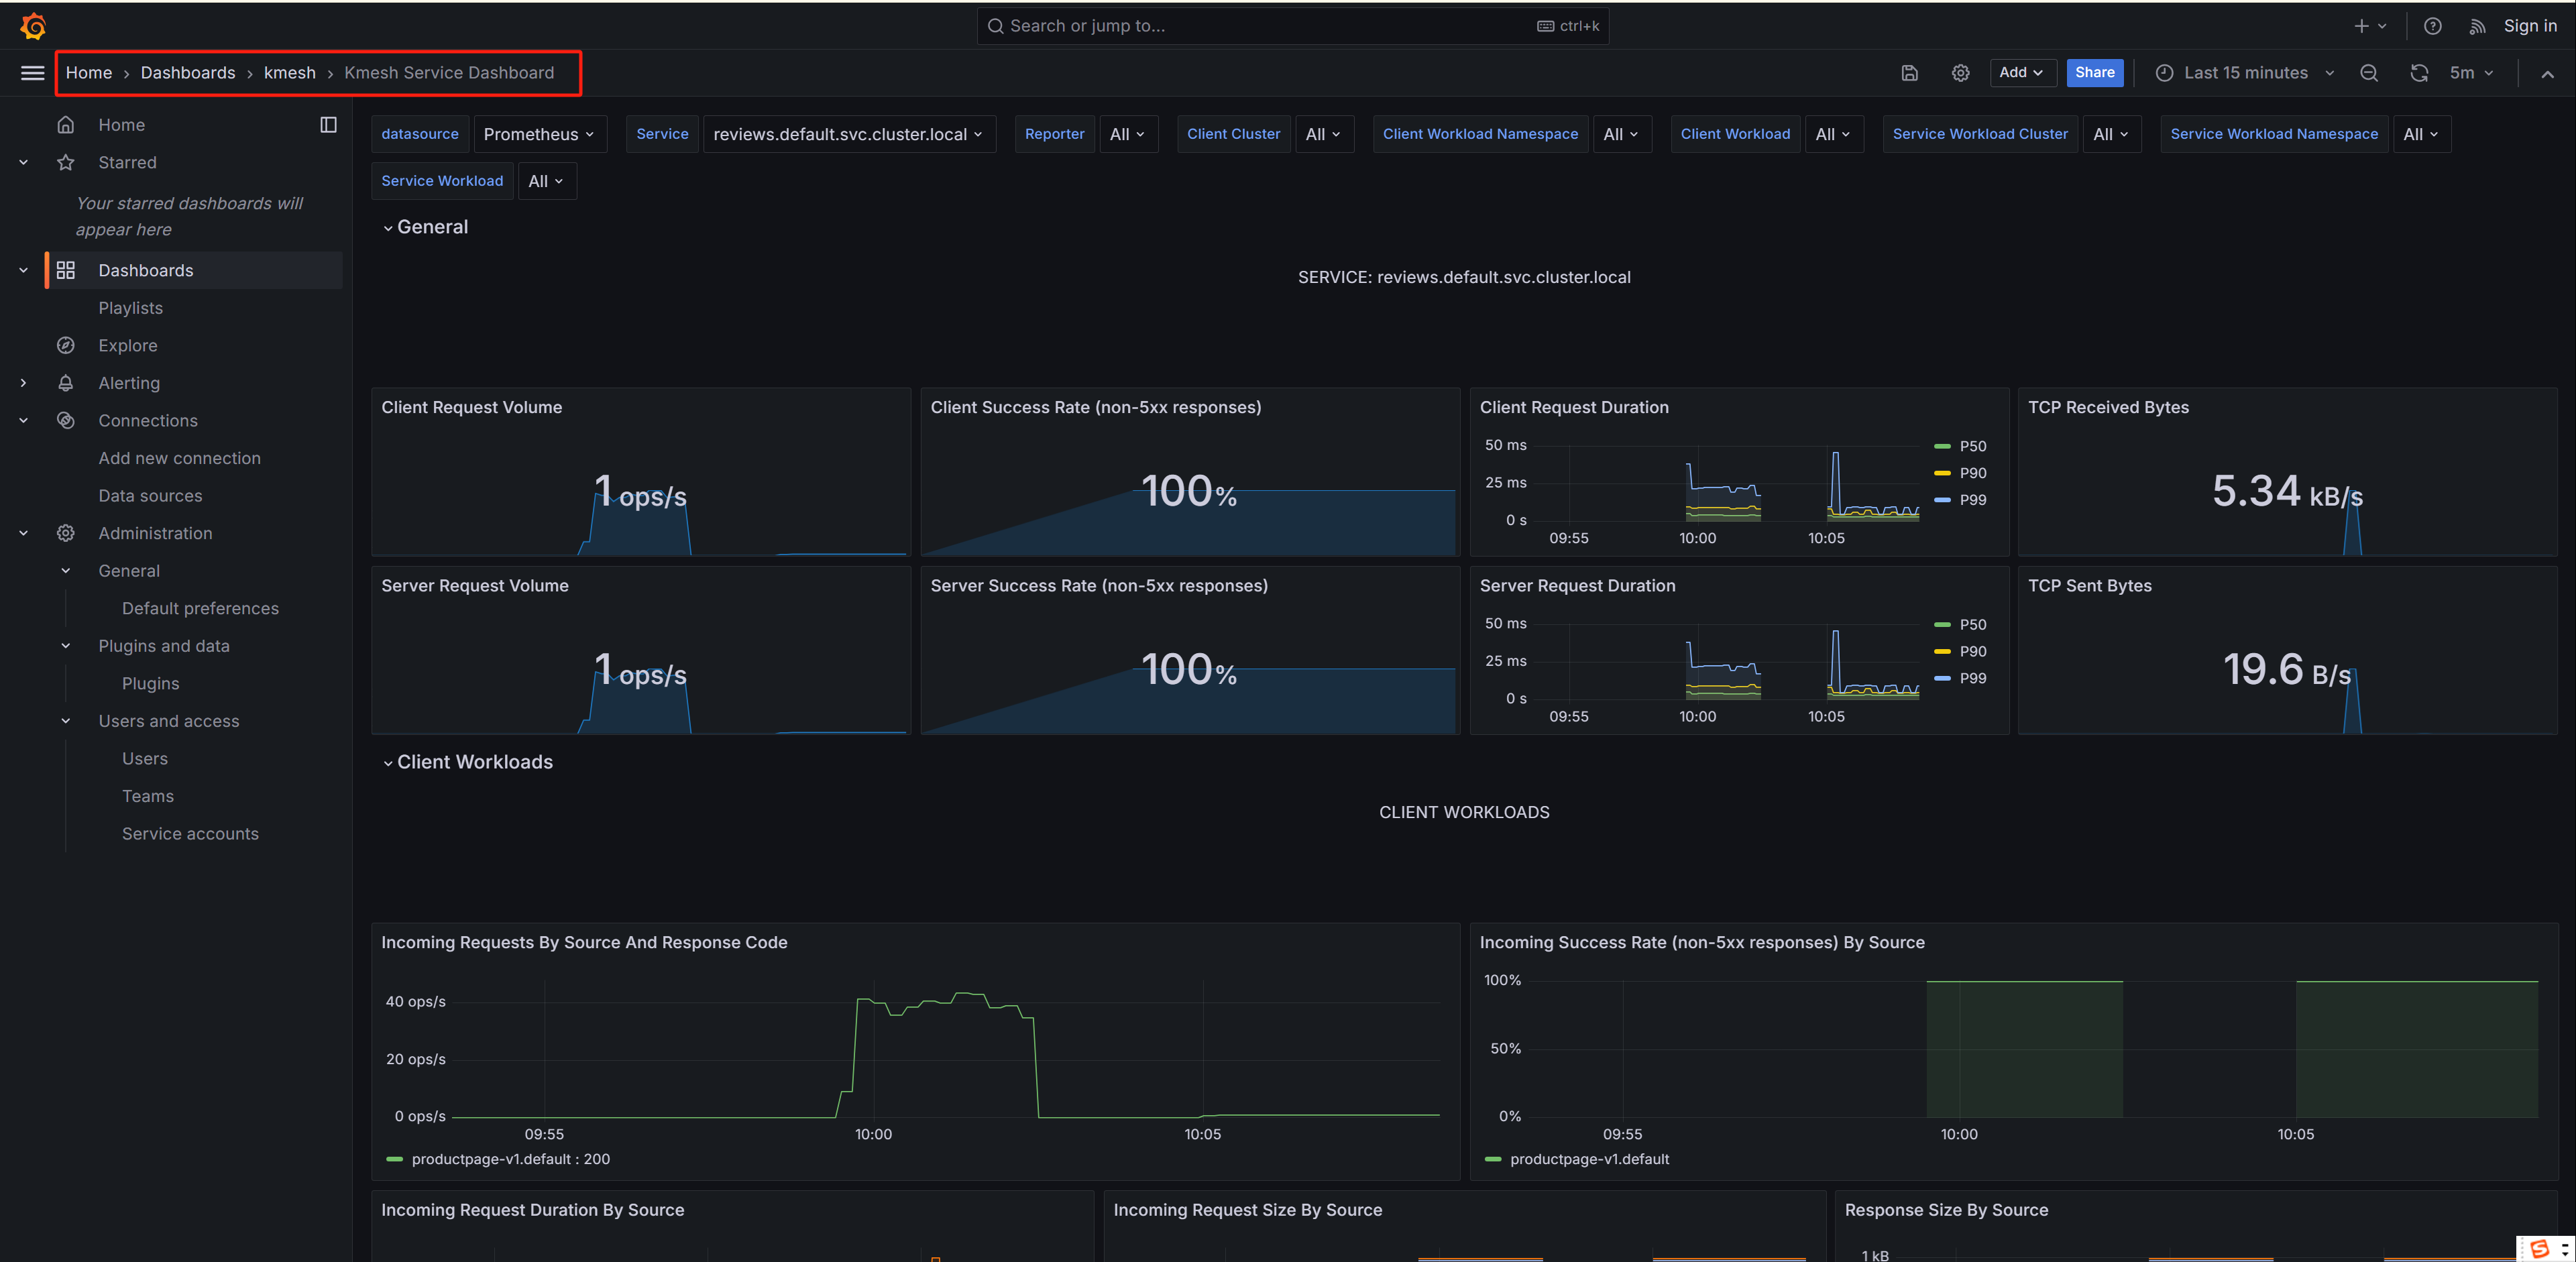 Search or jump to... ctrl+k Sign in
Home › Dashboards › kmesh › Kmesh Service Dashboard Add Share Last 15 minutes 5m
Home
Starred
Your starred dashboards will
appear here
Dashboards
Playlists
Explore
Alerting
Connections
Add new connection
Data sources
Administration
General
Default preferences
Plugins and data
Plugins
Users and access
Users
Teams
Service accounts
datasource Prometheus Service reviews.default.svc.cluster.local Reporter All Client Cluster All Client Workload Namespace All Client Workload All Service Workload Cluster All Service Workload Namespace All
Service Workload All
General
SERVICE: reviews.default.svc.cluster.local
Client Request Volume
1 ops/s
Client Success Rate (non-5xx responses)
100%
Client Request Duration
50 ms
25 ms
0 s
09:55 10:00 10:05
P50
P90
P99
TCP Received Bytes
5.34 kB/s
Server Request Volume
1 ops/s
Server Success Rate (non-5xx responses)
100%
Server Request Duration
50 ms
25 ms
0 s
09:55 10:00 10:05
P50
P90
P99
TCP Sent Bytes
19.6 B/s
Client Workloads
CLIENT WORKLOADS
Incoming Requests By Source And Response Code
40 ops/s
20 ops/s
0 ops/s
09:55 10:00 10:05
productpage-v1.default : 200
Incoming Success Rate (non-5xx responses) By Source
100%
50%
0%
09:55 10:00 10:05
productpage-v1.default
Incoming Request Duration By Source
Incoming Request Size By Source
Response Size By Source
1 kB